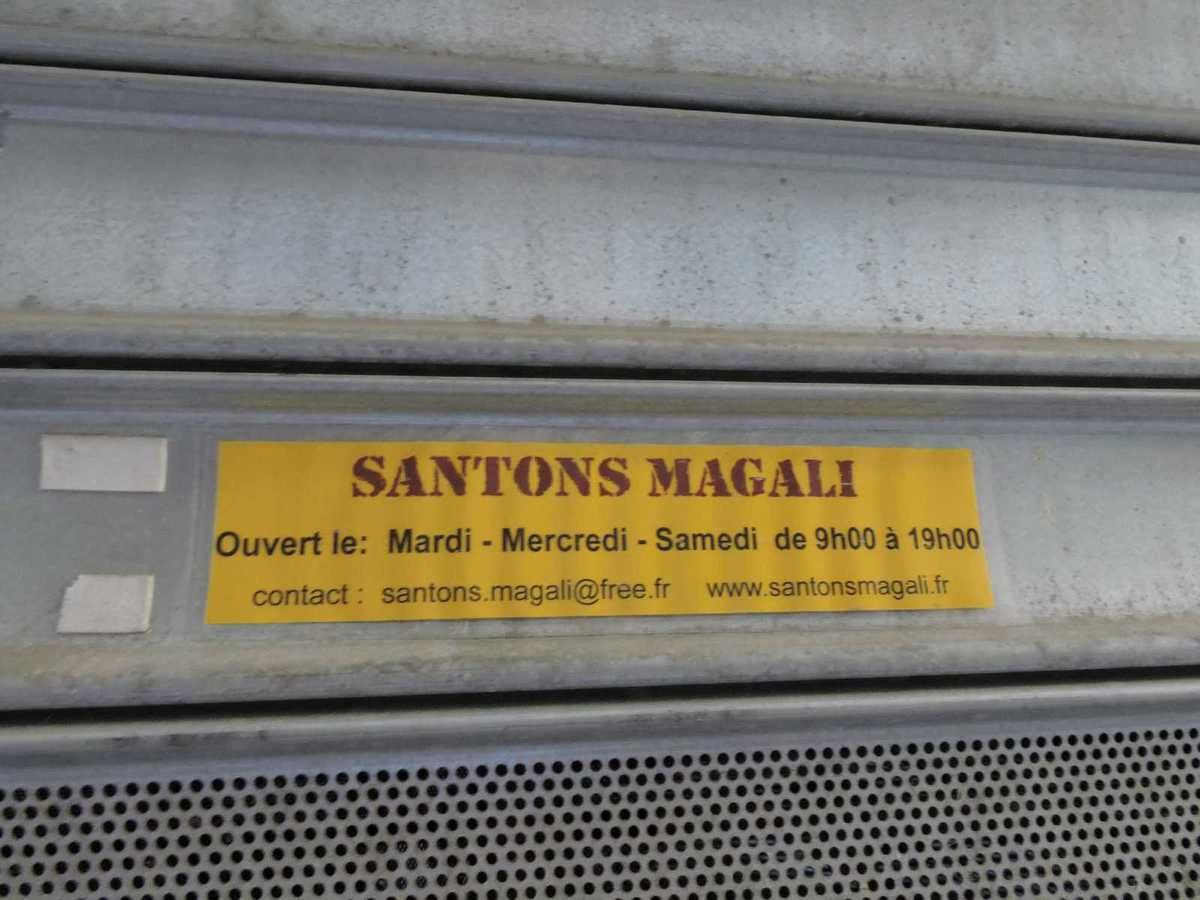 SANTONS MAGALI
Ouvert le: Mardi - Mercredi - Samedi de 9h00 à 19h00
contact : santons.magali@free.fr www.santonsmagali.fr